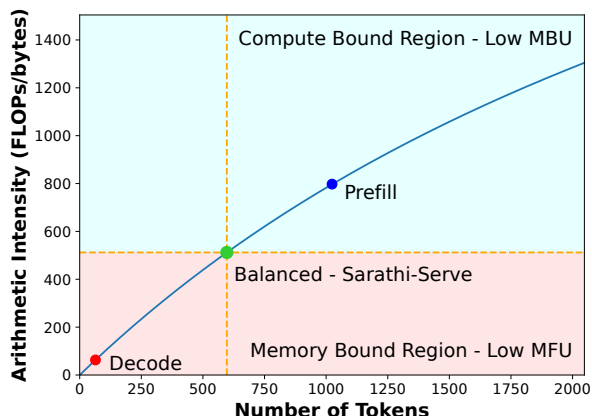 Arithmetic Intensity (FLOPs/bytes)
1400
1200
1000
800
600
400
200
0
Compute Bound Region - Low MBU
Prefill
Balanced - Sarathi-Serve
Decode
Memory Bound Region - Low MFU
0
250
500
750
1000
1250
1500
1750
2000
Number of Tokens